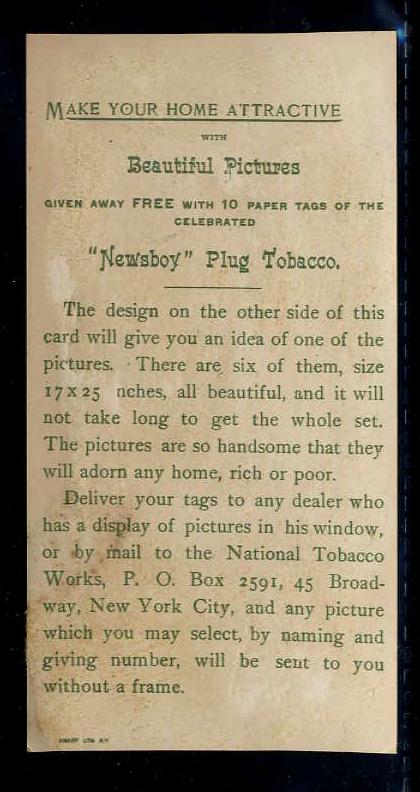 MAKE YOUR HOME ATTRACTIVE
WITH
Beautiful Pictures
GIVEN AWAY FREE WITH 10 PAPER TAGS OF THE
CELEBRATED
"Newsboy" Plug Tobacco.
The design on the other side of this
card will give you an idea of one of the
pictures. There are six of them, size
17 x 25 nches, all beautiful, and it will
not take long to get the whole set.
The pictures are so handsome that they
will adorn any home, rich or poor.
Deliver your tags to any dealer who
has a display of pictures in his window,
or by mail to the National Tobacco
Works, P. O. Box 2591, 45 Broad-
way, New York City, and any picture
which you may select, by naming and
giving number, will be sent to you
without a frame.
KNAPP LITH N.Y.